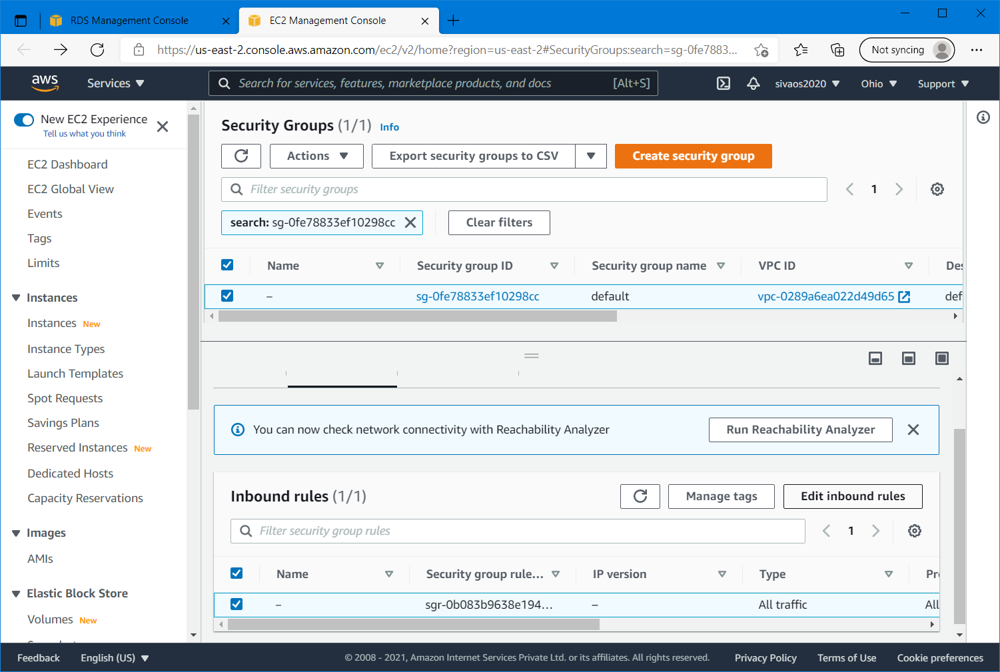 RDS Management Console
EC2 Management Console
https://us-east-2.console.aws.amazon.com/ec2/v2/home?region=us-east-2#SecurityGroups:search=sg-0fe7883...
Not syncing
aws
Services
Search for services, features, marketplace products, and docs [Alt+S]
sivaos2020
Ohio
Support
New EC2 Experience
Tell us what you think
EC2 Dashboard
EC2 Global View
Events
Tags
Limits
Instances
Instances New
Instance Types
Launch Templates
Spot Requests
Savings Plans
Reserved Instances New
Dedicated Hosts
Capacity Reservations
Images
AMIs
Elastic Block Store
Volumes New
Security Groups (1/1) Info
Actions
Export security groups to CSV
Create security group
Filter security groups
1
search: sg-0fe78833ef10298cc
Clear filters
Name Security group ID Security group name VPC ID Des
– sg-0fe78833ef10298cc default vpc-0289a6ea022d49d65 def
You can now check network connectivity with Reachability Analyzer
Run Reachability Analyzer
Inbound rules (1/1)
Manage tags
Edit inbound rules
Filter security group rules
1
Name Security group rule... IP version Type Pr
– sgr-0b083b9638e194... – All traffic All
Feedback
English (US)
© 2008 - 2021, Amazon Internet Services Private Ltd. or its affiliates. All rights reserved.
Privacy Policy
Terms of Use
Cookie preferences